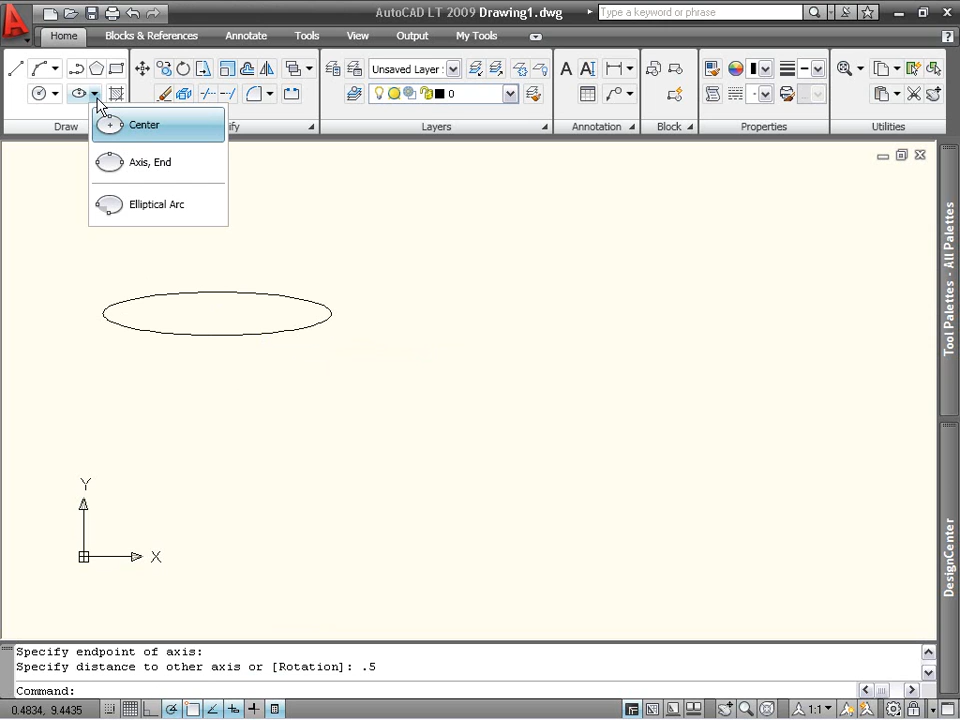 AutoCAD LT 2009 Drawing1.dwg
Type a keyword or phrase
Home Blocks & References Annotate Tools View Output My Tools
Unsaved Layer
0
Draw ify Layers Annotation Block Properties Utilities
Center
Axis, End
Elliptical Arc
Tool Palettes - All Palettes
Y
X
DesignCenter
Specify endpoint of axis:
Specify distance to other axis or [Rotation]: .5
Command:
0.4834, 9.4435
1:1